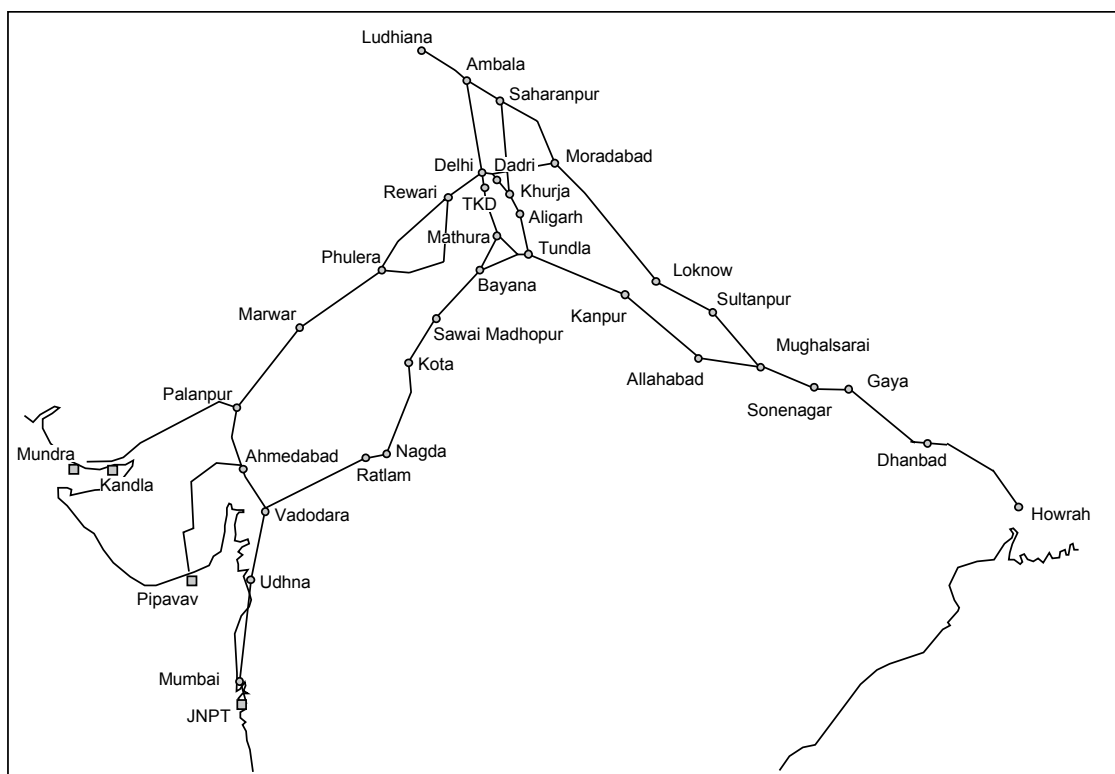 Ludhiana
Ambala
Saharanpur
Delhi
Dadri
Moradabad
Rewari
TKD
Khurja
Aligarh
Mathura
Tundla
Phulera
Bayana
Loknow
Sultanpur
Marwar
Kanpur
Sawai Madhopur
Mughalsarai
Kota
Allahabad
Gaya
Palanpur
Sonenagar
Mundra
Ahmedabad
Nagda
Dhanbad
Kandla
Ratlam
Vadodara
Howrah
Udhna
Pipavav
Mumbai
JNPT